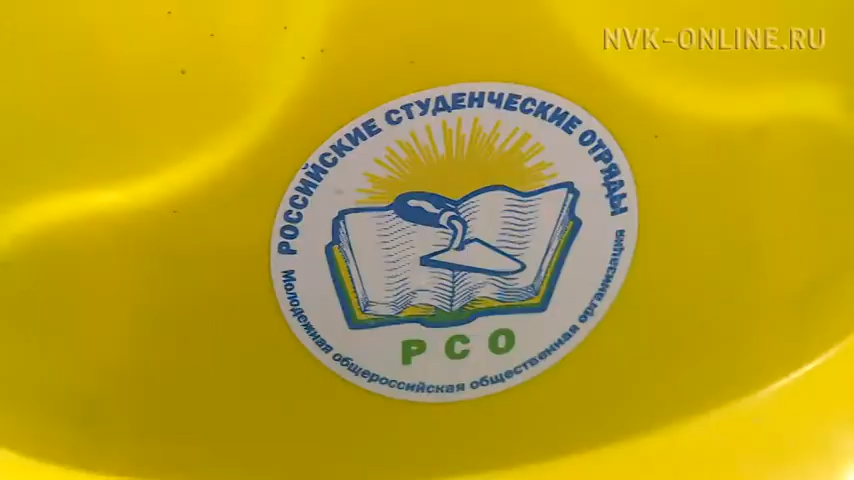 NVK-ONLINE.RU
РОССИЙСКИЕ СТУДЕНЧЕСКИЕ ОТРЯДЫ
РСО
Молодежная общероссийская общественная организация